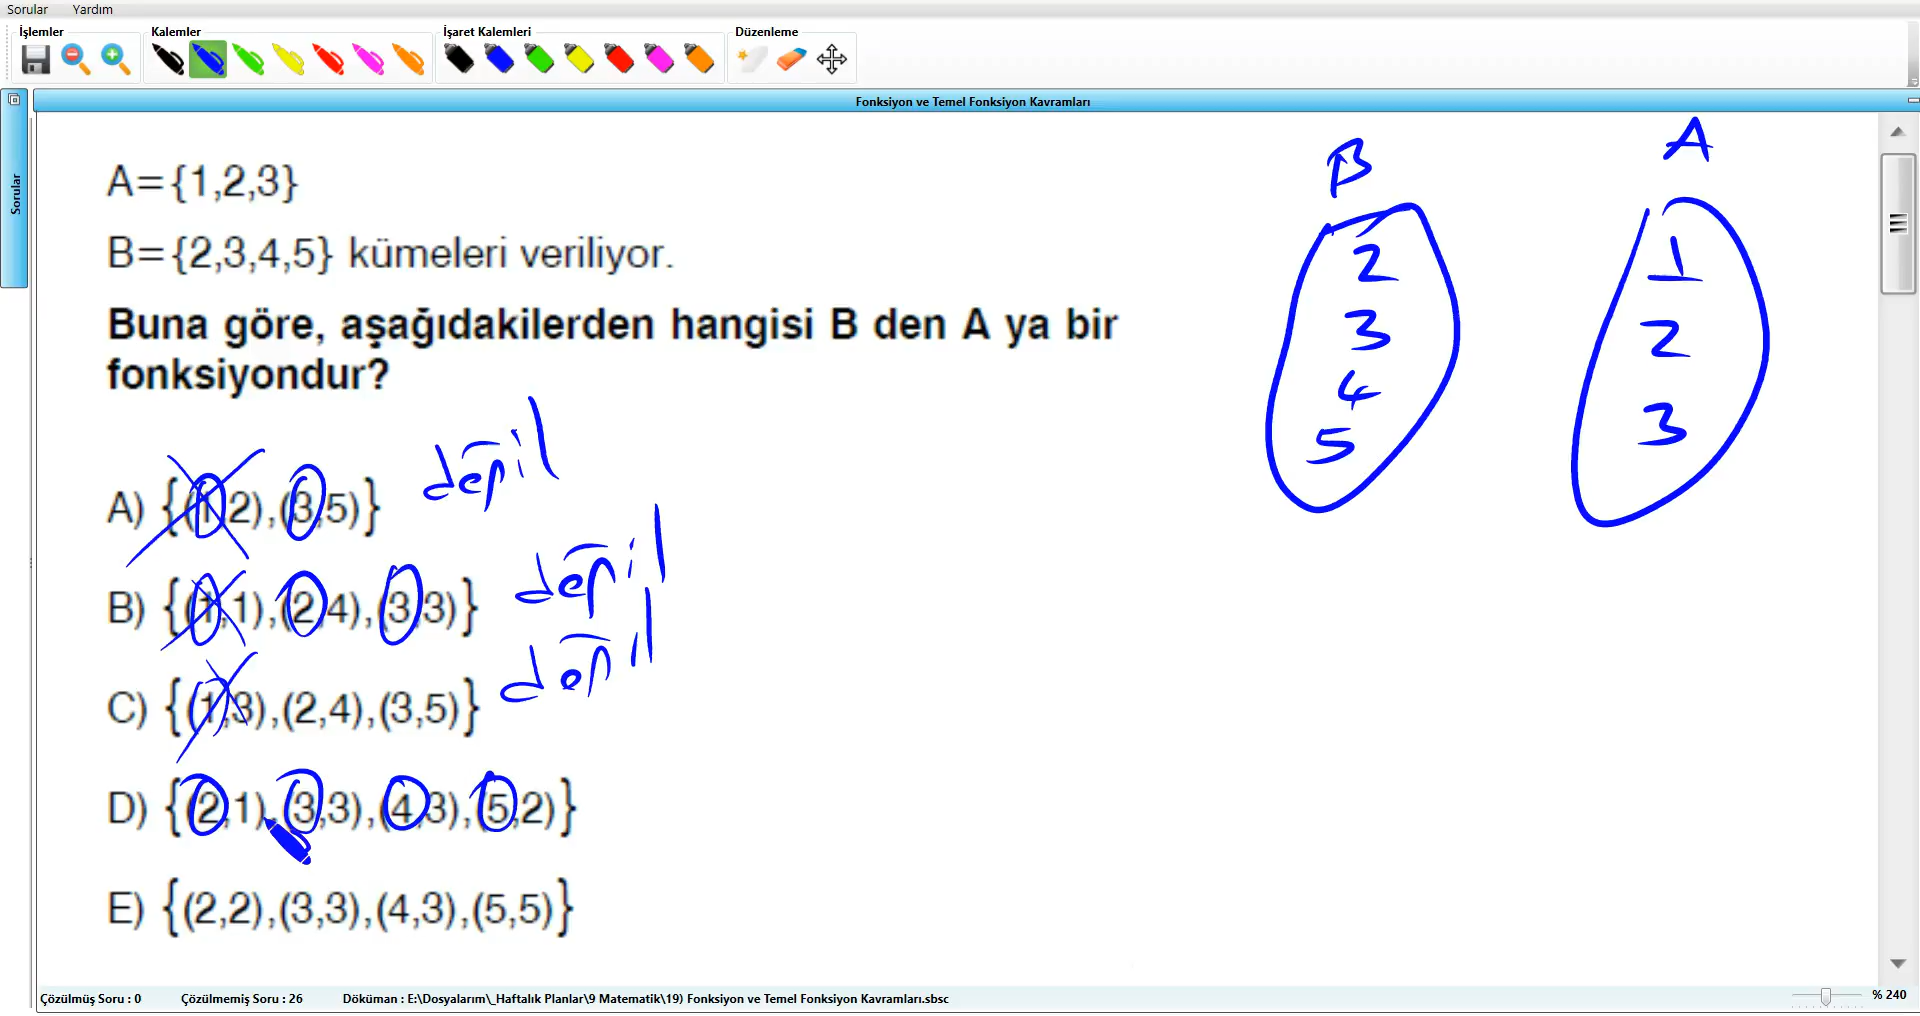 Sorular Yardım
İşlemler Kalemler İşaret Kalemleri Düzenleme
Sorular
Fonksiyon ve Temel Fonksiyon Kavramları
A={1,2,3}
B={2,3,4,5} kümeleri veriliyor.
Buna göre, aşağıdakilerden hangisi B den A ya bir
fonksiyondur?
A) {(1,2),(3,5)} değil
B) {(1,1),(2,4),(3,3)} değil
C) {(1,3),(2,4),(3,5)} değil
D) {(2,1),(3,3),(4,3),(5,2)}
E) {(2,2),(3,3),(4,3),(5,5)}
B
2
3
4
5
A
1
2
3
Çözülmüş Soru : 0 Çözülmemiş Soru : 26 Döküman : E:\Dosyalarım\_Haftalık Planlar\9 Matematik\19) Fonksiyon ve Temel Fonksiyon Kavramları.sbsc % 240